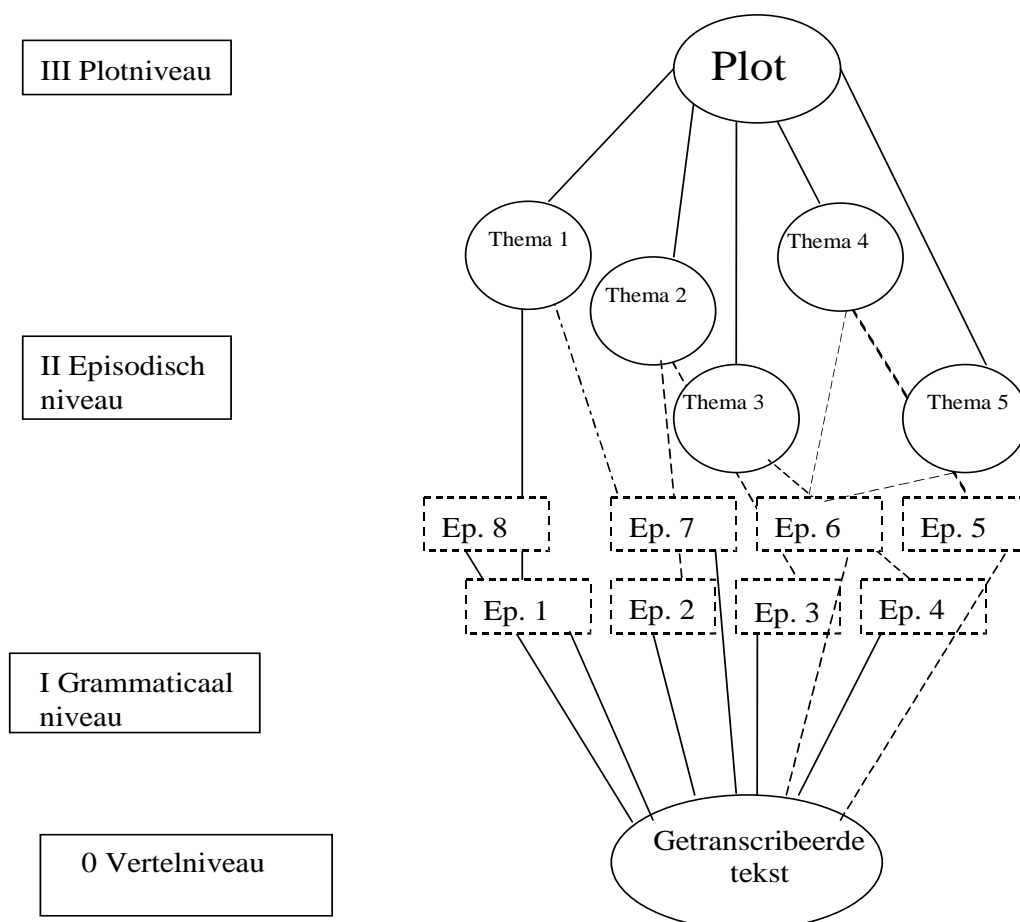 III Plotniveau
Plot
Thema 1
Thema 4
Thema 2
II Episodisch
niveau
Thema 3
Thema 5
Ep. 8
Ep. 7
Ep. 6
Ep. 5
Ep. 1
Ep. 2
Ep. 3
Ep. 4
I Grammaticaal
niveau
0 Vertelniveau
Getranscribeerde
tekst